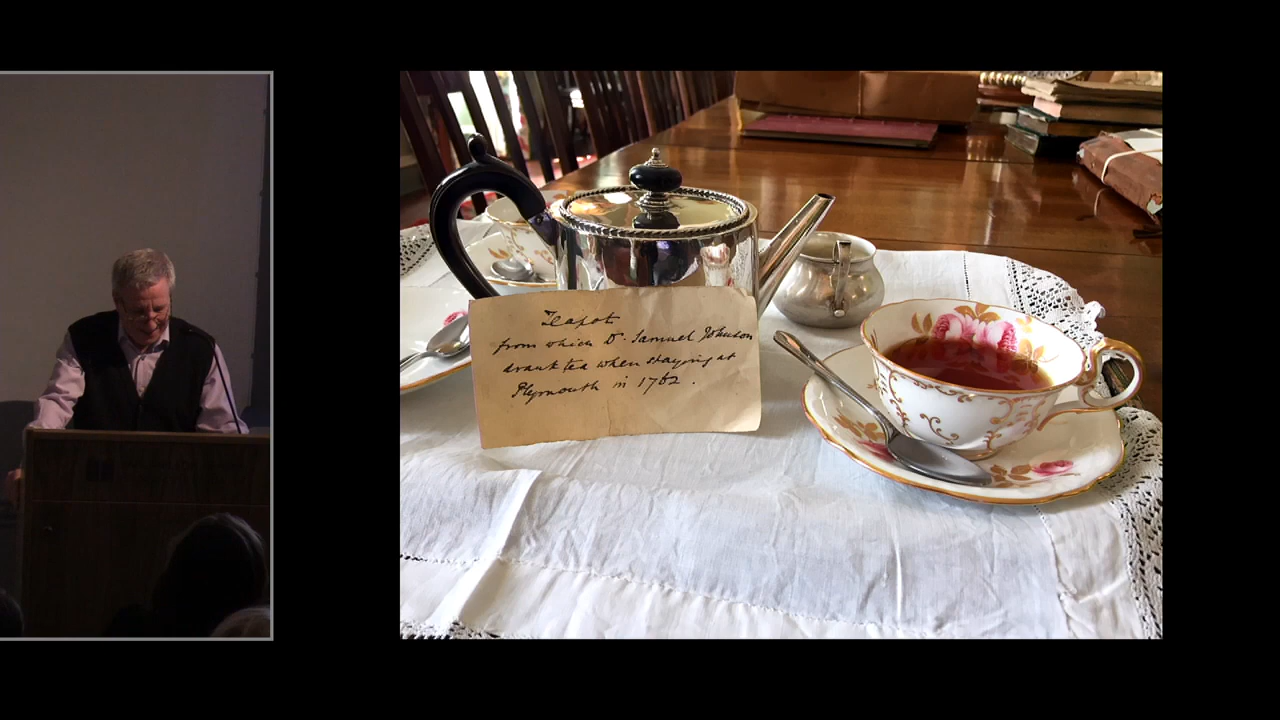 Teapot
from which Dr. Samuel Johnson
drank tea when staying at
Plymouth in 1762.